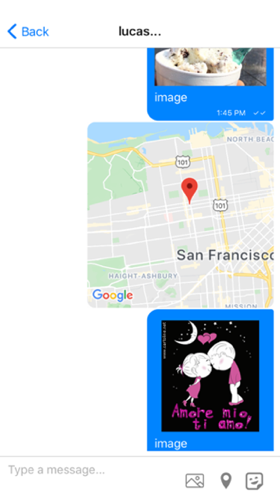 Back
lucas...
image
1:45 PM
NORTH BEAC
101
101
San Francisco
HAIGHT-ASHBURY
Google
MISSION
Amore mio,
ti amo!
image
Type a message...